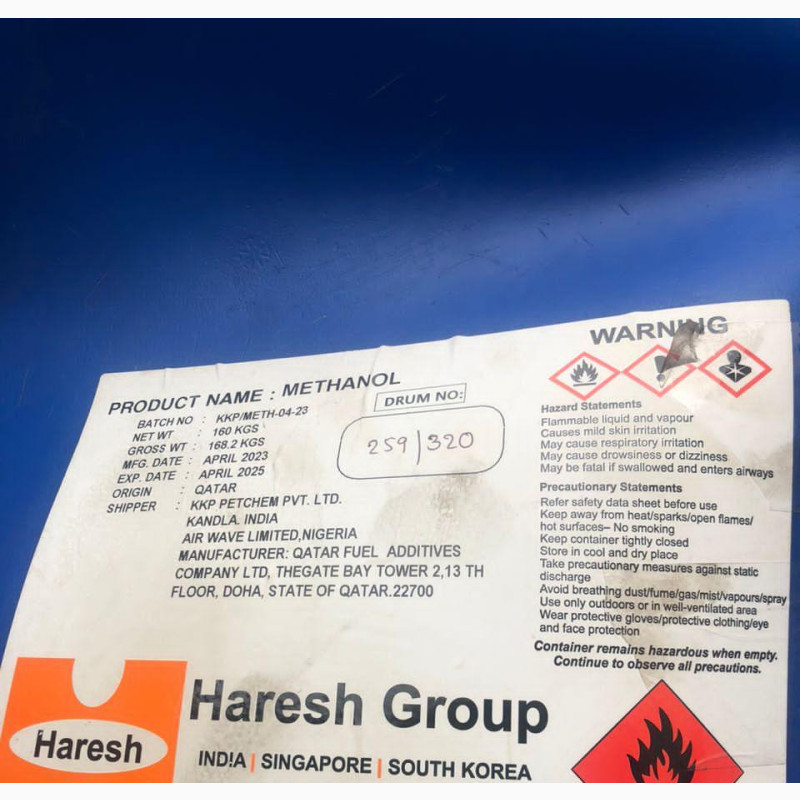 WARNING
PRODUCT NAME : METHANOL
BATCH NO : KKP/METH-04-23
NET WT : 160 KGS
GROSS WT : 168.2 KGS
MFG. DATE : APRIL 2023
EXP. DATE : APRIL 2025
ORIGIN : QATAR
SHIPPER : KKP PETCHEM PVT. LTD.
KANDLA. INDIA
AIR WAVE LIMITED,NIGERIA
MANUFACTURER: QATAR FUEL ADDITIVES
COMPANY LTD, THEGATE BAY TOWER 2,13 TH
FLOOR, DOHA, STATE OF QATAR.22700
DRUM NO:
259/320
Hazard Statements
Flammable liquid and vapour
Causes mild skin irritation
May cause respiratory irritation
May cause drowsiness or dizziness
May be fatal if swallowed and enters airways
Precautionary Statements
Refer safety data sheet before use
Keep away from heat/sparks/open flames/
hot surfaces– No smoking
Keep container tightly closed
Store in cool and dry place
Take precautionary measures against static
discharge
Avoid breathing dust/fume/gas/mist/vapours/spray
Use only outdoors or in well-ventilated area
Wear protective gloves/protective clothing/eye
and face protection
Container remains hazardous when empty.
Continue to observe all precautions.
Haresh
Haresh Group
INDIA | SINGAPORE | SOUTH KOREA